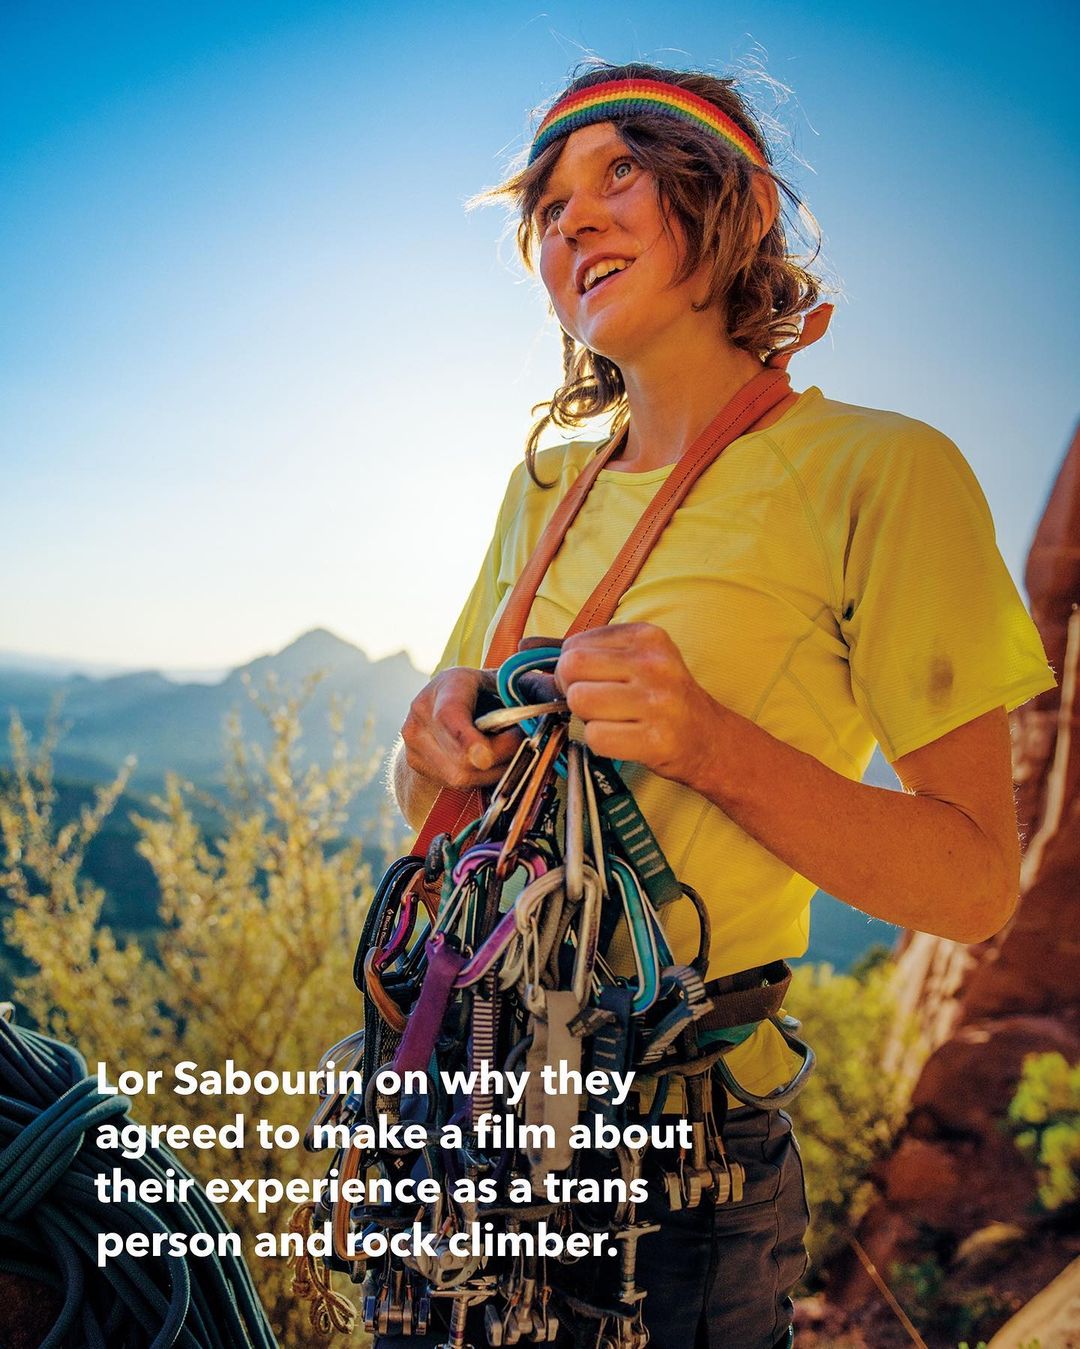 Lor Sabourin on why they
agreed to make a film about
their experience as a trans
person and rock climber.